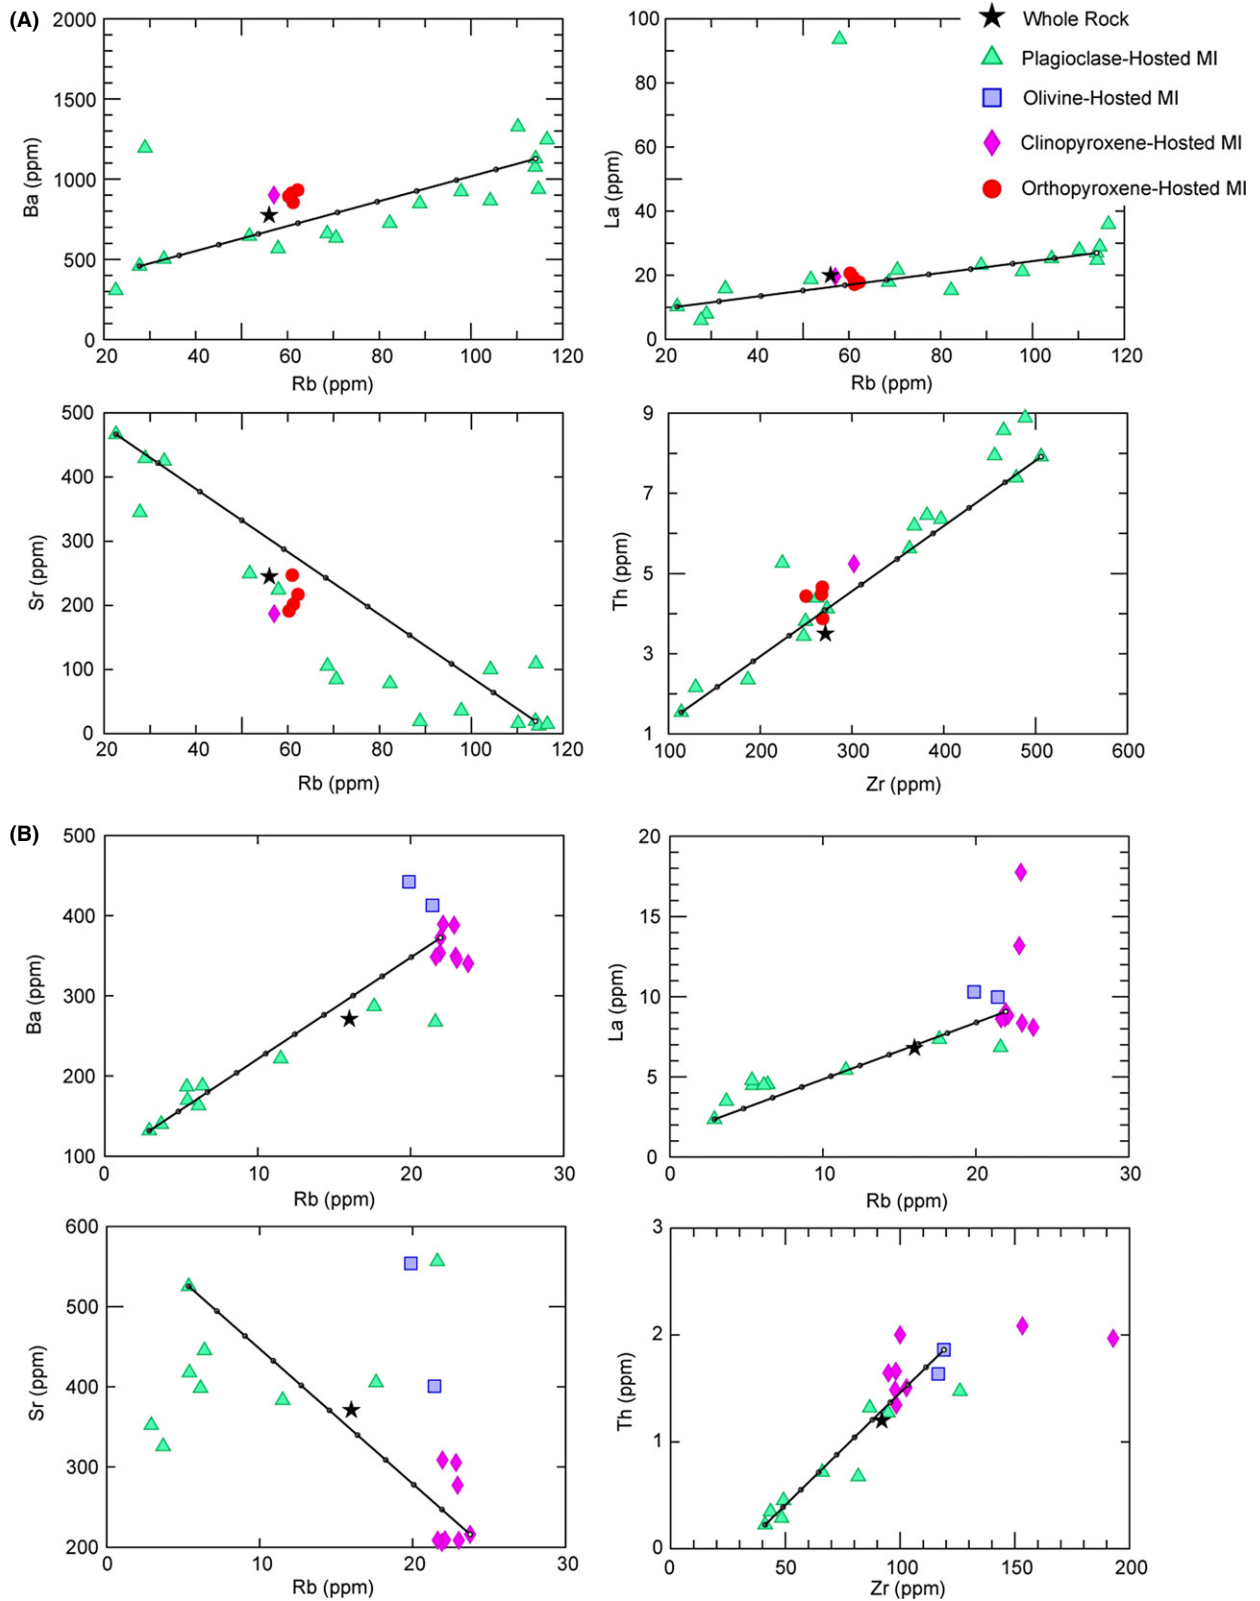 (A)
2000
1500
1000
500
0
Ba (ppm)
20 40 60 80 100 120
Rb (ppm)
100
80
60
40
20
0
La (ppm)
20 40 60 80 100 120
Rb (ppm)
Whole Rock
Plagioclase-Hosted MI
Olivine-Hosted MI
Clinopyroxene-Hosted MI
Orthopyroxene-Hosted MI
500
400
300
200
100
0
Sr (ppm)
20 40 60 80 100 120
Rb (ppm)
9
7
5
3
1
Th (ppm)
100 200 300 400 500 600
Zr (ppm)
(B)
500
400
300
200
100
Ba (ppm)
0 10 20 30
Rb (ppm)
20
15
10
5
0
La (ppm)
0 10 20 30
Rb (ppm)
600
500
400
300
200
Sr (ppm)
0 10 20 30
Rb (ppm)
3
2
1
0
Th (ppm)
0 50 100 150 200
Zr (ppm)